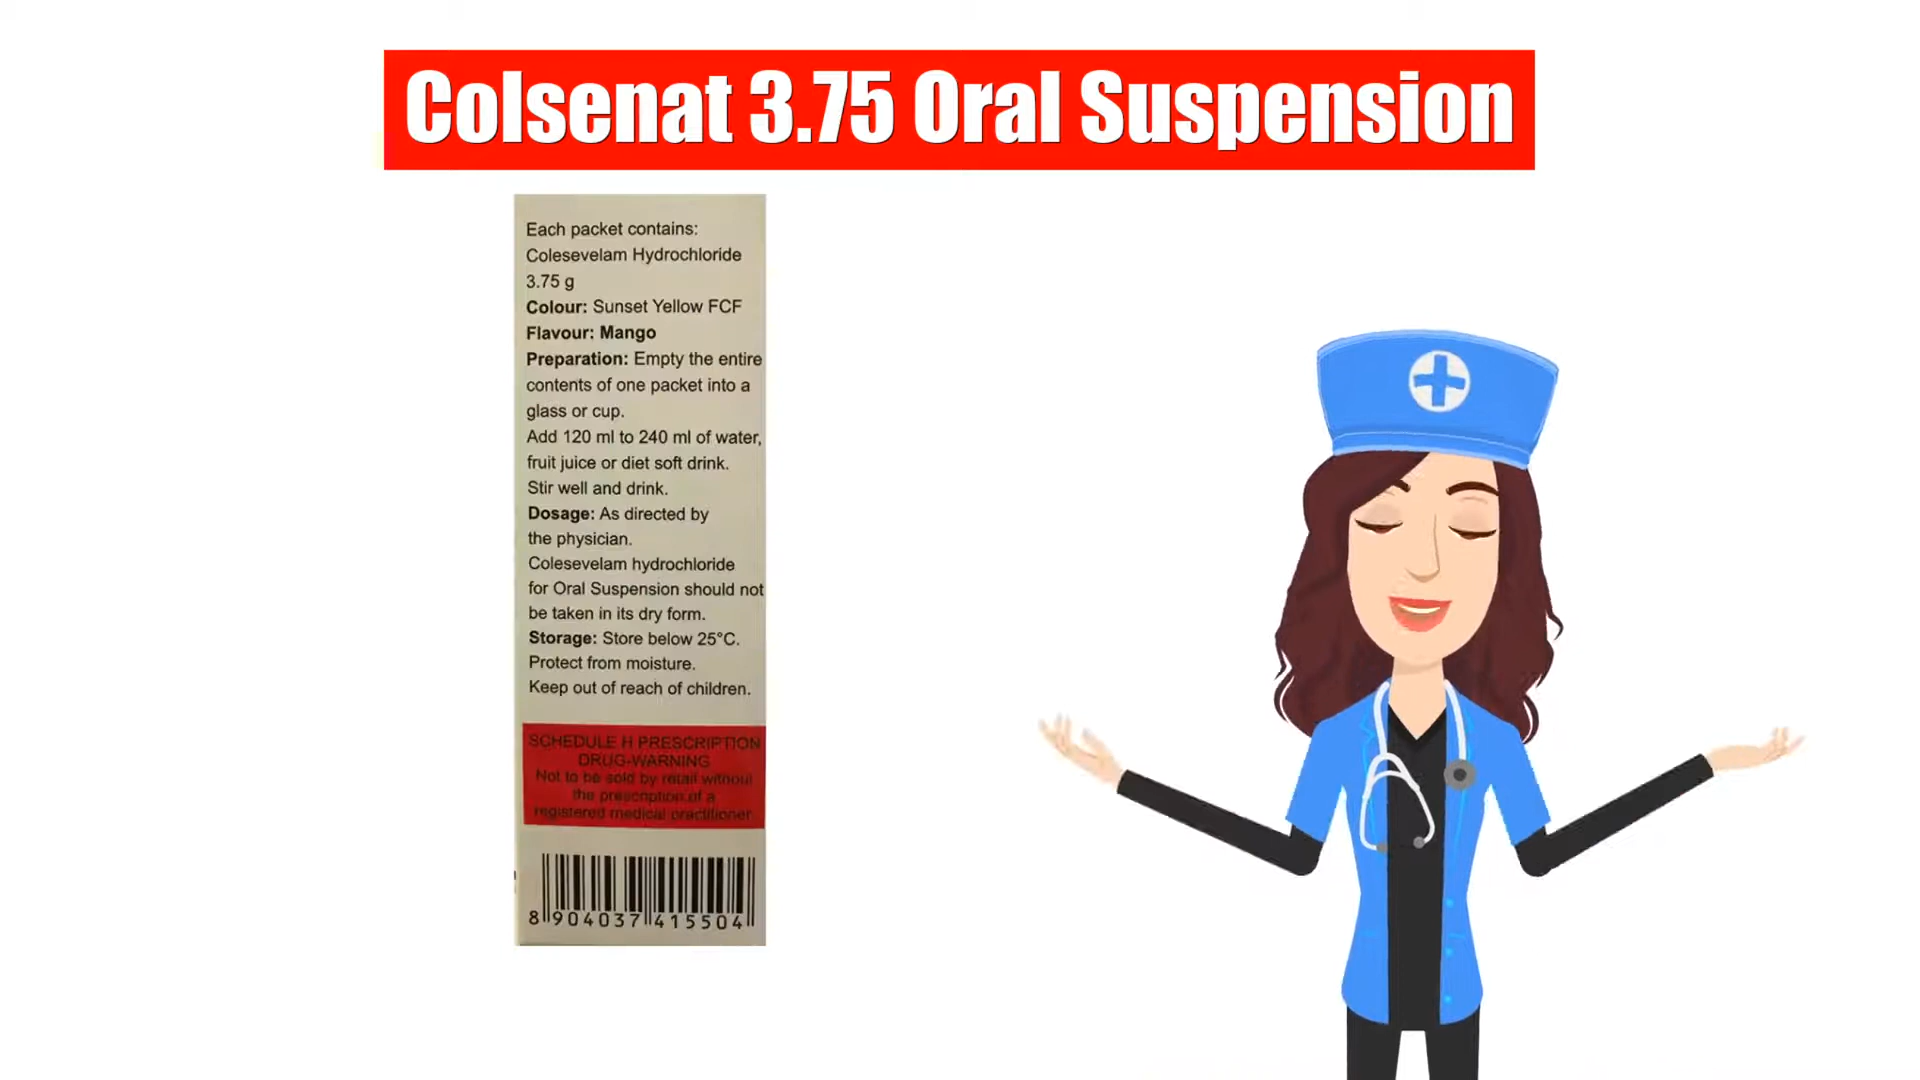 Colsenat 3.75 Oral Suspension
Each packet contains:
Colesevelam Hydrochloride
3.75 g
Colour: Sunset Yellow FCF
Flavour: Mango
Preparation: Empty the entire
contents of one packet into a
glass or cup.
Add 120 ml to 240 ml of water,
fruit juice or diet soft drink.
Stir well and drink.
Dosage: As directed by
the physician.
Colesevelam hydrochloride
for Oral Suspension should not
be taken in its dry form.
Storage: Store below 25°C.
Protect from moisture.
Keep out of reach of children.
SCHEDULE H PRESCRIPTION
DRUG-WARNING
Not to be sold by retail without
the prescription of a
registered medical practitioner
8 904037 415504